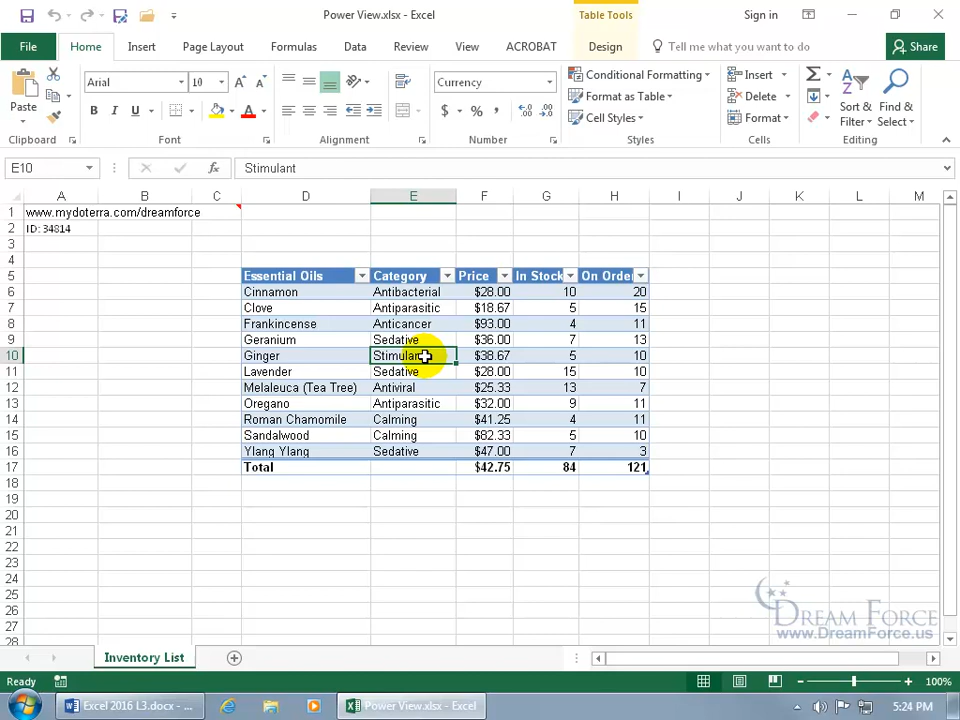 Power View.xlsx - Excel
Table Tools
Sign in
File Home Insert Page Layout Formulas Data Review View ACROBAT Design Tell me what you want to do Share
Paste
Arial 10
B I U
Currency
$ % ,
Conditional Formatting
Format as Table
Cell Styles
Insert
Delete
Format
Sort & Filter
Find & Select
Clipboard Font Alignment Number Styles Cells Editing
E10 fx Stimulant
A B C D E F G H I J K L M
1 www.mydoterra.com/dreamforce
2 ID: 34814
3
4
5 Essential Oils Category Price In Stock On Order
6 Cinnamon Antibacterial $28.00 10 20
7 Clove Antiparasitic $18.67 5 15
8 Frankincense Anticancer $93.00 4 11
9 Geranium Sedative $36.00 7 13
10 Ginger Stimulant $38.67 5 10
11 Lavender Sedative $28.00 5 10
12 Melaleuca (Tea Tree) Antiviral $25.33 13 7
13 Oregano Antiparasitic $32.00 9 11
14 Roman Chamomile Calming $41.25 4 11
15 Sandalwood Calming $82.33 5 10
16 Ylang Ylang Sedative $47.00 7 3
17 Total $42.75 84 121
18
19
20
21
22
23
24
25
26
27
28
DREAM FORCE
www.DreamForce.us
Inventory List
Ready 100%
Excel 2016 L3.docx - ... Power View.xlsx - Excel 5:24 PM